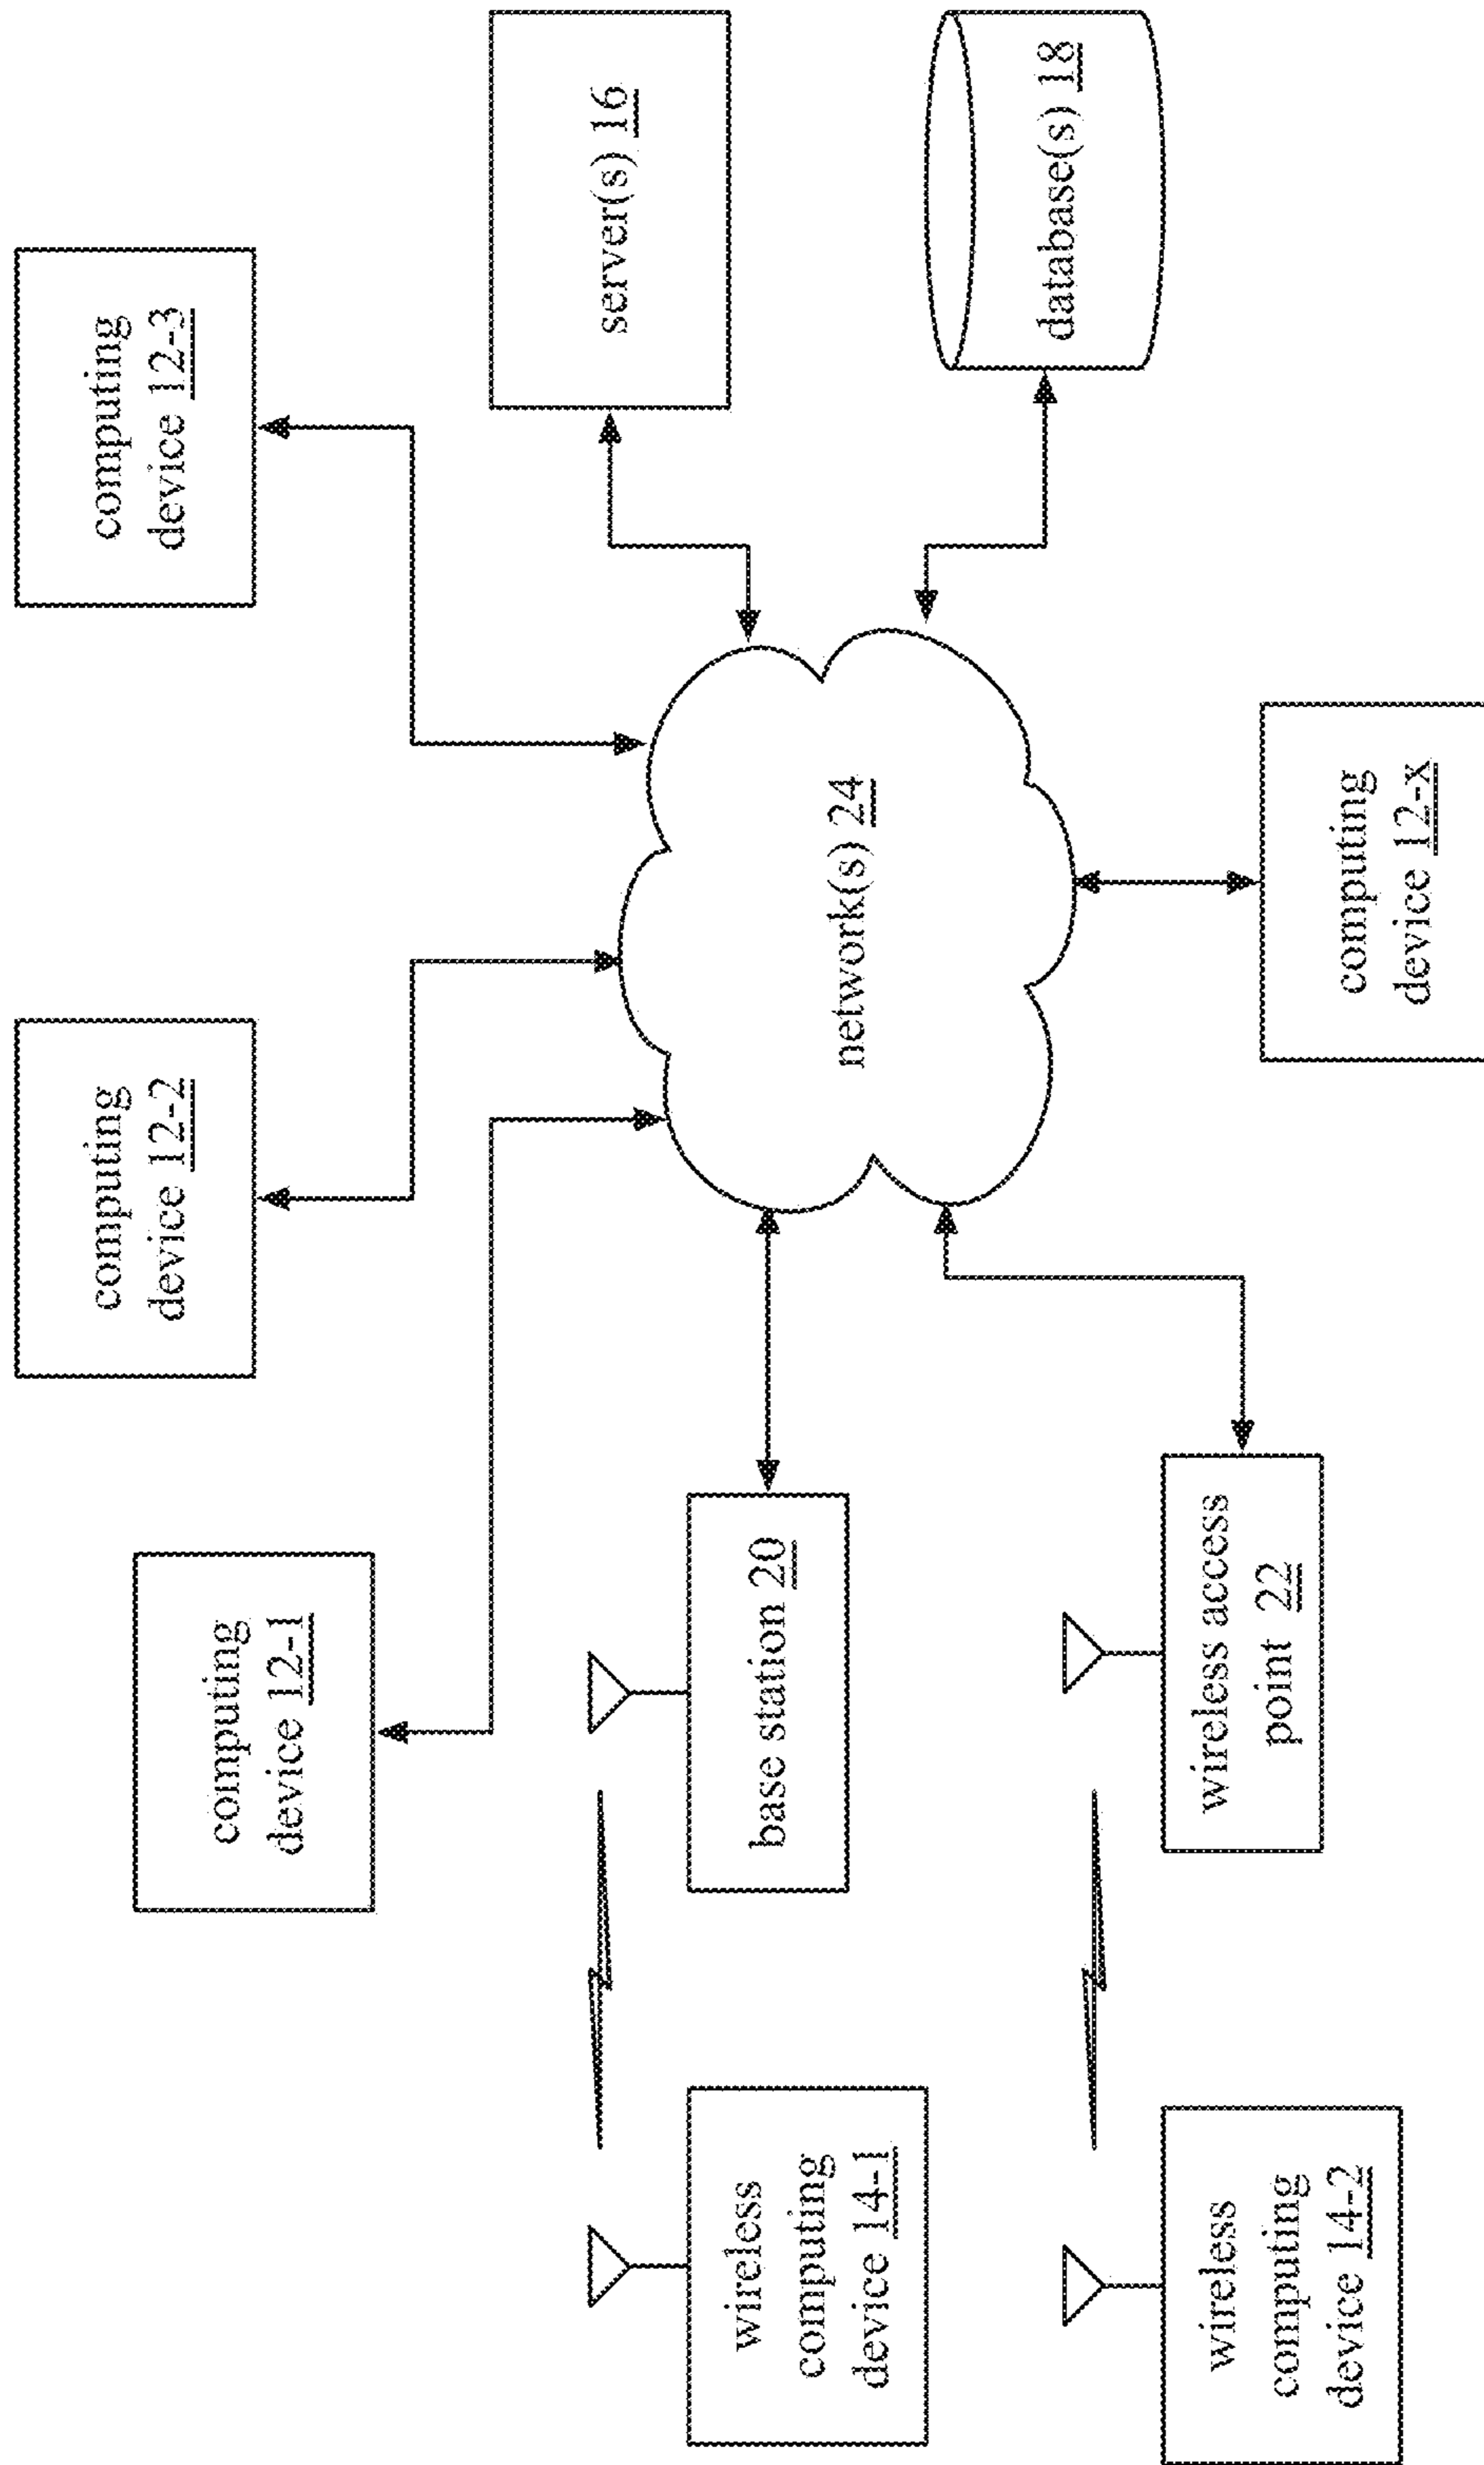 computing
device 12-1
computing
device 12-2
computing
device 12-3
wireless
computing
device 14-1
base station 20
server(s) 16
network(s) 24
database(s) 18
wireless
computing
device 14-2
wireless access
point 22
computing
device 12-x